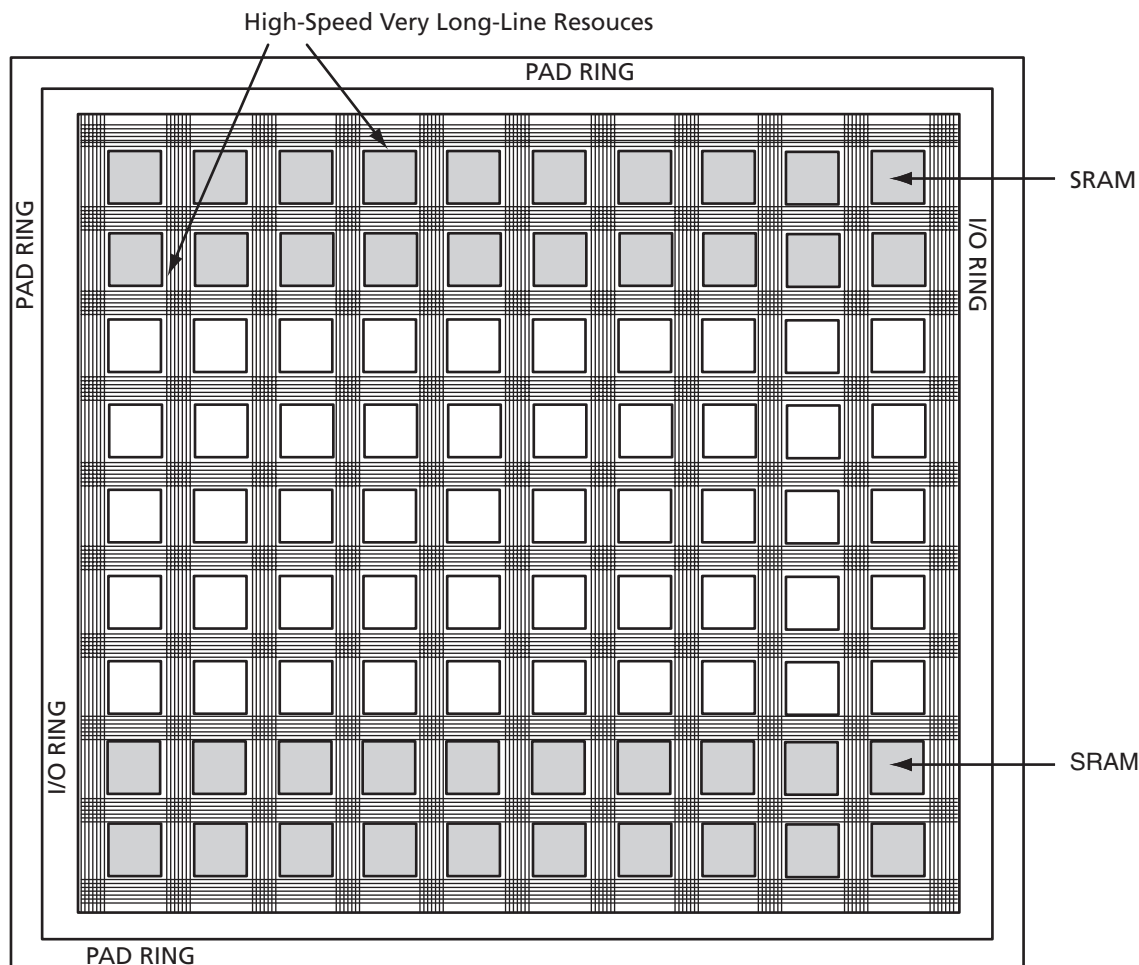 High-Speed Very Long-Line Resouces
PAD RING
SRAM
PAD RING
I/O RING
I/O RING
SRAM
PAD RING